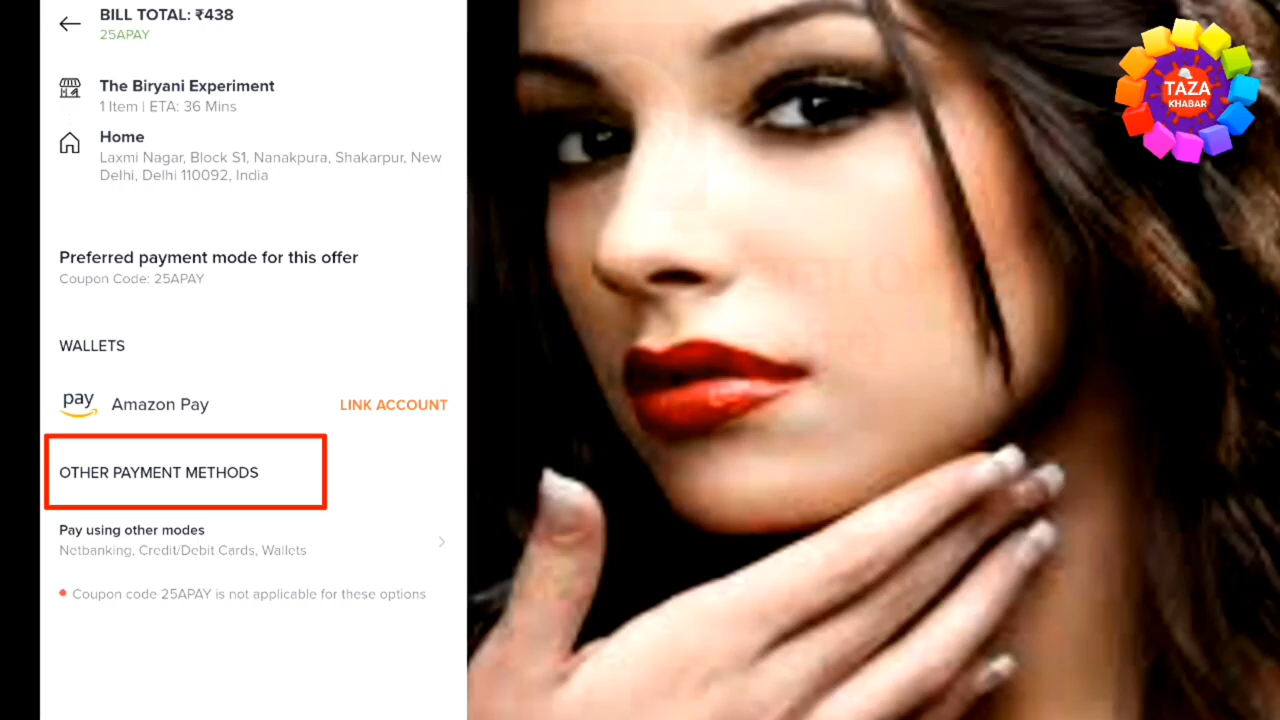 BILL TOTAL: ₹438
25APAY
The Biryani Experiment
1 Item | ETA: 36 Mins
Home
Laxmi Nagar, Block S1, Nanakpura, Shakarpur, New
Delhi, Delhi 110092, India
Preferred payment mode for this offer
Coupon Code: 25APAY
WALLETS
pay
Amazon Pay
LINK ACCOUNT
OTHER PAYMENT METHODS
Pay using other modes
Netbanking, Credit/Debit Cards, Wallets
Coupon code 25APAY is not applicable for these options
TAZA
KHABAR